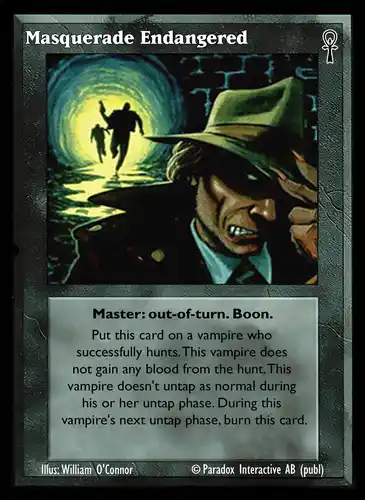 Masquerade Endangered
Master: out-of-turn. Boon.
Put this card on a vampire who
successfully hunts. This vampire does
not gain any blood from the hunt. This
vampire doesn't untap as normal during
his or her untap phase. During this
vampire's next untap phase, burn this card.
Illus: William O'Connor © Paradox Interactive AB (publ)